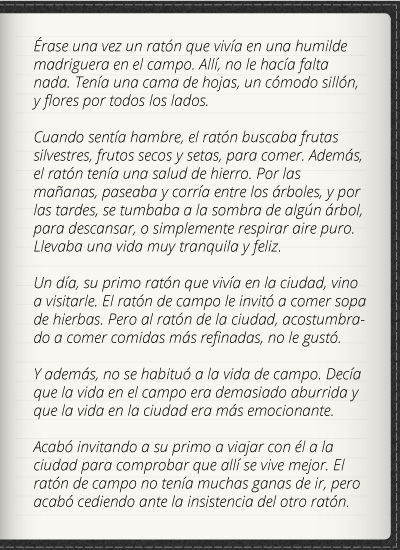 Érase una vez un ratón que vivía en una humilde
madriguera en el campo. Allí, no le hacía falta
nada. Tenía una cama de hojas, un cómodo sillón,
y flores por todos los lados.
Cuando sentía hambre, el ratón buscaba frutas
silvestres, frutos secos y setas, para comer. Además,
el ratón tenía una salud de hierro. Por las
mañanas, paseaba y corría entre los árboles, y por
las tardes, se tumbaba a la sombra de algún árbol,
para descansar, o simplemente respirar aire puro.
Llevaba una vida muy tranquila y feliz.
Un día, su primo ratón que vivía en la ciudad, vino
a visitarle. El ratón de campo le invitó a comer sopa
de hierbas. Pero al ratón de la ciudad, acostumbra-
do a comer comidas más refinadas, no le gustó.
Y además, no se habituó a la vida de campo. Decía
que la vida en el campo era demasiado aburrida y
que la vida en la ciudad era más emocionante.
Acabó invitando a su primo a viajar con él a la
ciudad para comprobar que allí se vive mejor. El
ratón de campo no tenía muchas ganas de ir, pero
acabó cediendo ante la insistencia del otro ratón.